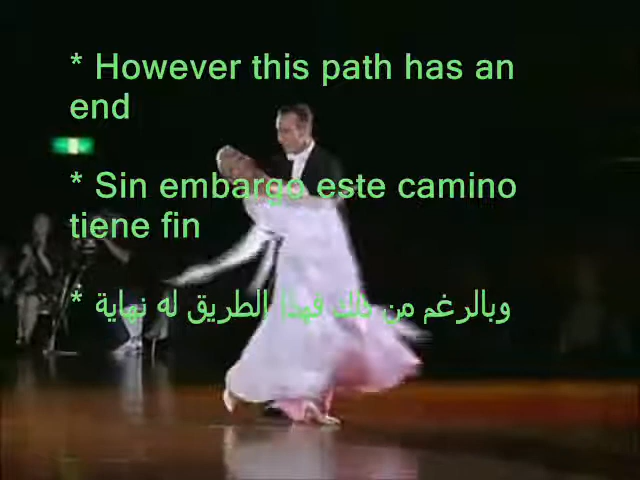 * However this path has an
end
* Sin embargo este camino
tiene fin
* وبالرغم من ذلك فهذا الطريق له نهاية